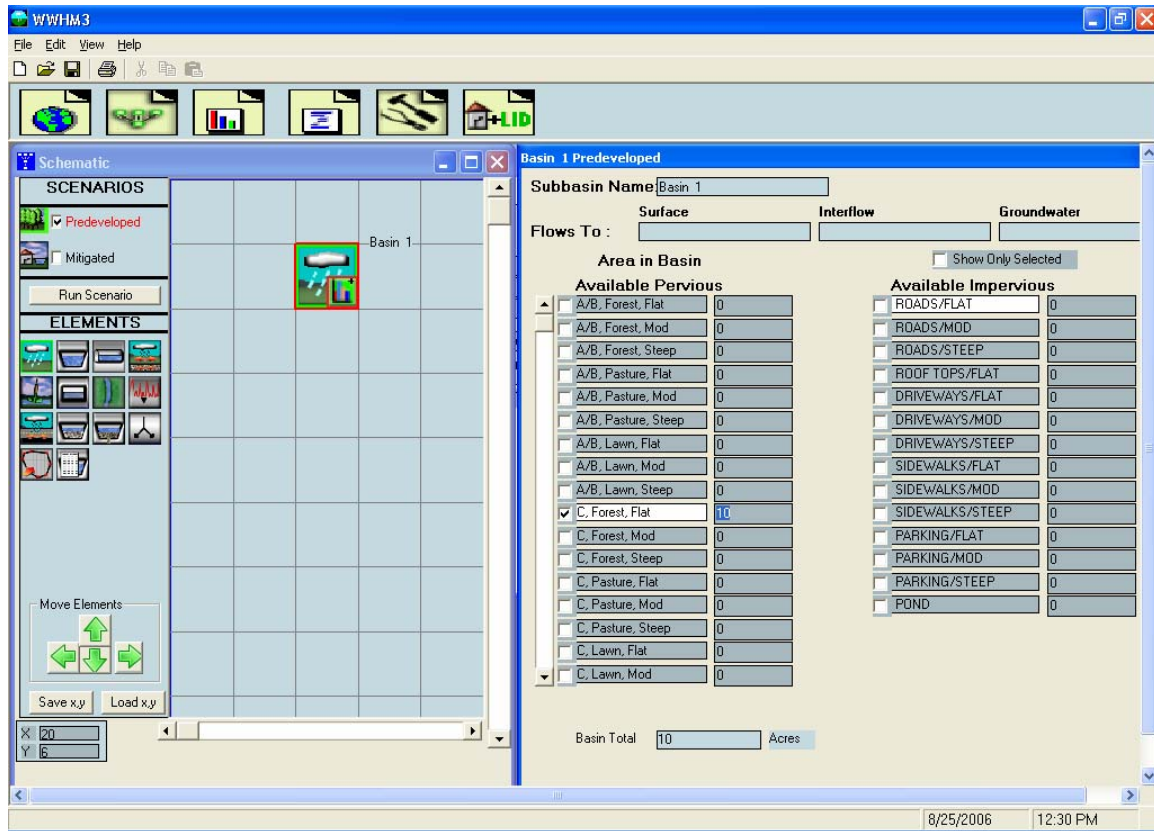 WWHM3
File Edit View Help
+LID
Schematic
SCENARIOS
Predeveloped
Mitigated
Run Scenario
ELEMENTS
Move Elements
Save x,y Load x,y
X 20
Y 6
Basin 1
Basin 1 Predeveloped
Subbasin Name: Basin 1
Surface Interflow Groundwater
Flows To :
Area in Basin Show Only Selected
Available Pervious Available Impervious
A/B, Forest, Flat 0 ROADS/FLAT 0
A/B, Forest, Mod 0 ROADS/MOD 0
A/B, Forest, Steep 0 ROADS/STEEP 0
A/B, Pasture, Flat 0 ROOF TOPS/FLAT 0
A/B, Pasture, Mod 0 DRIVEWAYS/FLAT 0
A/B, Pasture, Steep 0 DRIVEWAYS/MOD 0
A/B, Lawn, Flat 0 DRIVEWAYS/STEEP 0
A/B, Lawn, Mod 0 SIDEWALKS/FLAT 0
A/B, Lawn, Steep 0 SIDEWALKS/MOD 0
C, Forest, Flat 10 SIDEWALKS/STEEP 0
C, Forest, Mod 0 PARKING/FLAT 0
C, Forest, Steep 0 PARKING/MOD 0
C, Pasture, Flat 0 PARKING/STEEP 0
C, Pasture, Mod 0 POND 0
C, Pasture, Steep 0
C, Lawn, Flat 0
C, Lawn, Mod 0
Basin Total 10 Acres
8/25/2006 12:30 PM